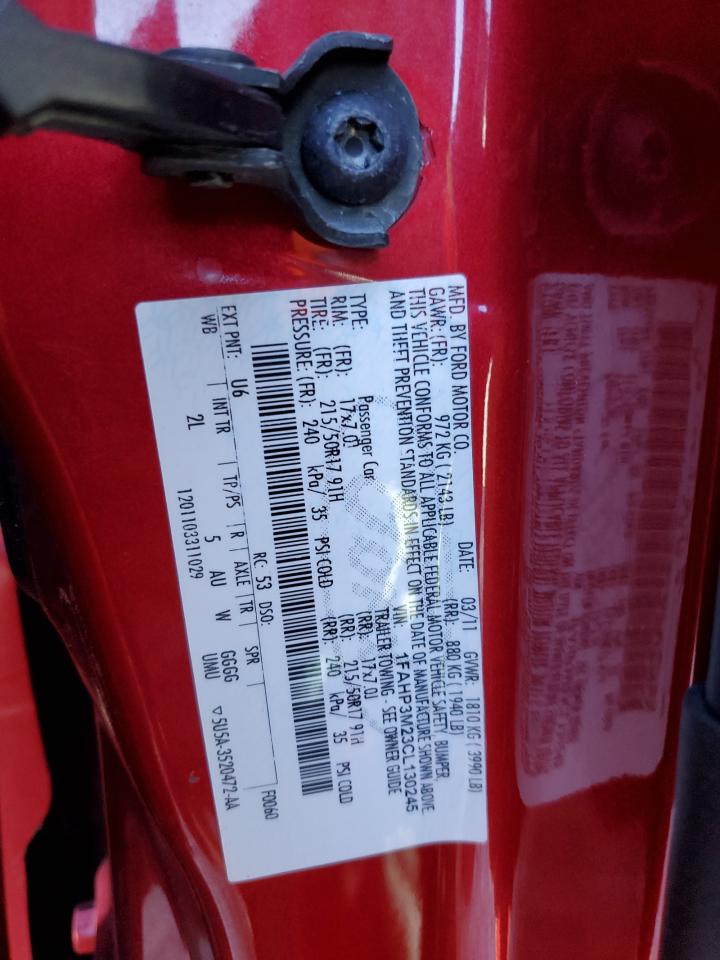 MFD. BY FORD MOTOR CO.
DATE: 03/11 GVWR: 1810 KG (3990 LB)
GAWR: (FR): 972 KG (2143 LB) (RR): 880 KG (1940 LB)
THIS VEHICLE CONFORMS TO ALL APPLICABLE FEDERAL MOTOR VEHICLE SAFETY, BUMPER,
AND THEFT PREVENTION STANDARDS IN EFFECT ON THE DATE OF MANUFACTURE SHOWN ABOVE.
VIN: 1FAHP3M23CL130245
TYPE: Passenger Car TRAILER TOWING - SEE OWNER GUIDE
RIM: (FR): 17x7.0J (RR): 17x7.0J
TIRE: (FR): 215/50R17 91H (RR): 215/50R17 91H
PRESSURE: (FR): 240 kPa/ 35 PSI COLD (RR): 240 kPa/ 35 PSI COLD
F0060
RC: 53 DSO:
EXT PNT: U6 INT TR TP/PS R AXLE TR SPR
WB 2L 5 AU W GGGG
1201103311029 UMU ▽5U5A-3520472-AA